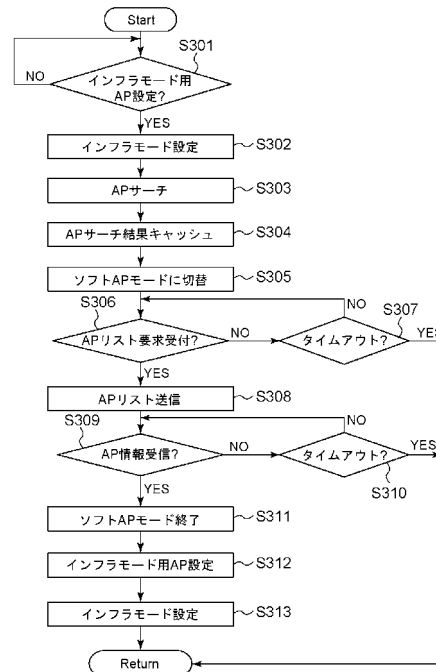 Start
S301
NO
インフラモード用
AP設定?
YES
インフラモード設定
S302
APサーチ
S303
APサーチ結果キャッシュ
S304
ソフトAPモードに切替
S305
S306
NO
S307
APリスト要求受付?
NO
タイムアウト?
YES
YES
APリスト送信
S308
S309
NO
AP情報受信?
NO
タイムアウト?
YES
S310
YES
ソフトAPモード終了
S311
インフラモード用AP設定
S312
インフラモード設定
S313
Return